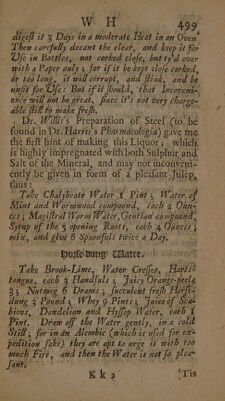 W H 499
digest it 3 Days in a moderate Heat in an Oven
Then carefully decant the clear, and keep it for
Use in Bottles, not corked close, but ty'd over
with a Paper only; for if it be kept close corked,
or too long, it will corrupt, and stink, and be
unfit for Use: But if it should, that Inconveni-
ence will not be great, since it's not very charge-
able still to make fresh.
Dr. Willis's Preparation of Steel (to be
found in Dr. Harris's Pharmacologia) gave me
the first hint of making this Liquor; which
is highly impregnated with both Sulphur and
Salt of the Mineral, and may not inconveni-
ently be given in form of a pleasant Julep,
thus:
Take Chalybeate Water 1 Pint; Water of
Mint and Wormwood compound, each 2 Oun-
ces; Magistral Worm Water, Gentian compound,
Syrup of the 5 opening Roots, each 4 Ounces;
mix, and give 6 Spoonfuls twice a Day.
Horse-dung Water.
Take Brook-Lime, Water Cresses, Harts-
tongue, each 3 Handfuls; Juicy Orange-peels
33; Nutmeg 6 Drams; succulent fresh Horse-
dung 3 Pound; Whey 9 Pints; Juice of Sca-
bious, Dandelion and Hyssop Water, each 1
Pint. Draw off the Water gently, in a cold
Still; for in an Alembic (which is used for ex-
pedition sake) they are apt to urge it with too
much Fire, and then the Water is not so plea-
sant.
K k 2 'Tis